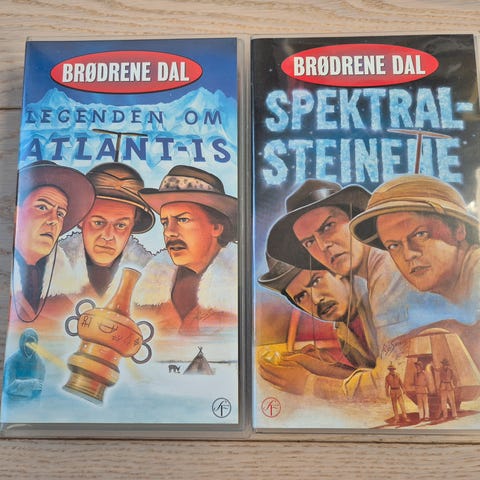 BRØDRENE DAL
LEGENDEN OM
ATLANT-IS
BRØDRENE DAL
SPEKTRAL-
STEINENE